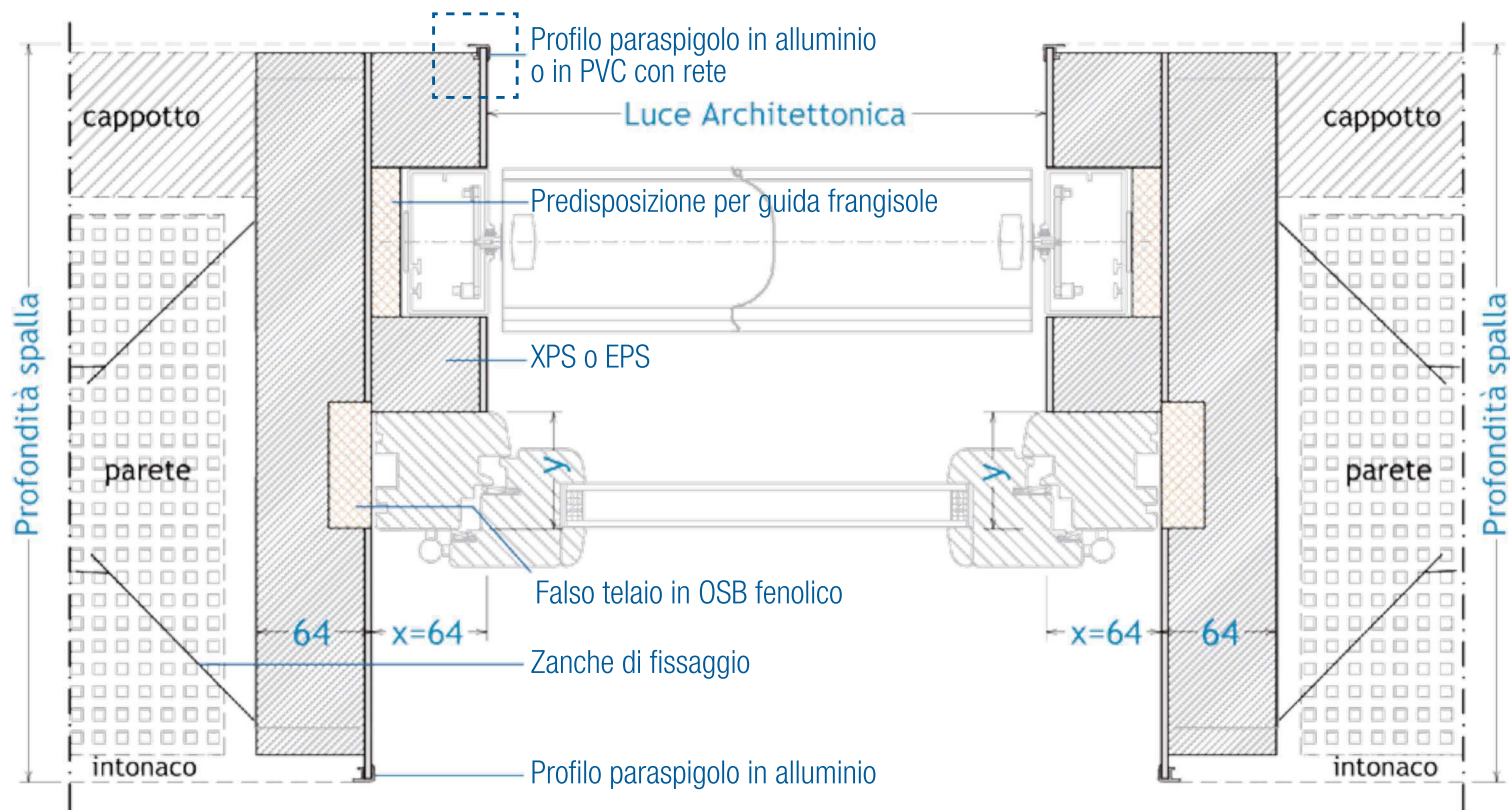 Profilo paraspigolo in alluminio
o in PVC con rete
cappotto
Luce Architettonica
cappotto
Predisposizione per guida frangisole
Profondità spalla
XPS o EPS
Profondità spalla
parete
y
y
parete
Falso telaio in OSB fenolico
64
x=64
x=64
64
Zanche di fissaggio
intonaco
Profilo paraspigolo in alluminio
intonaco